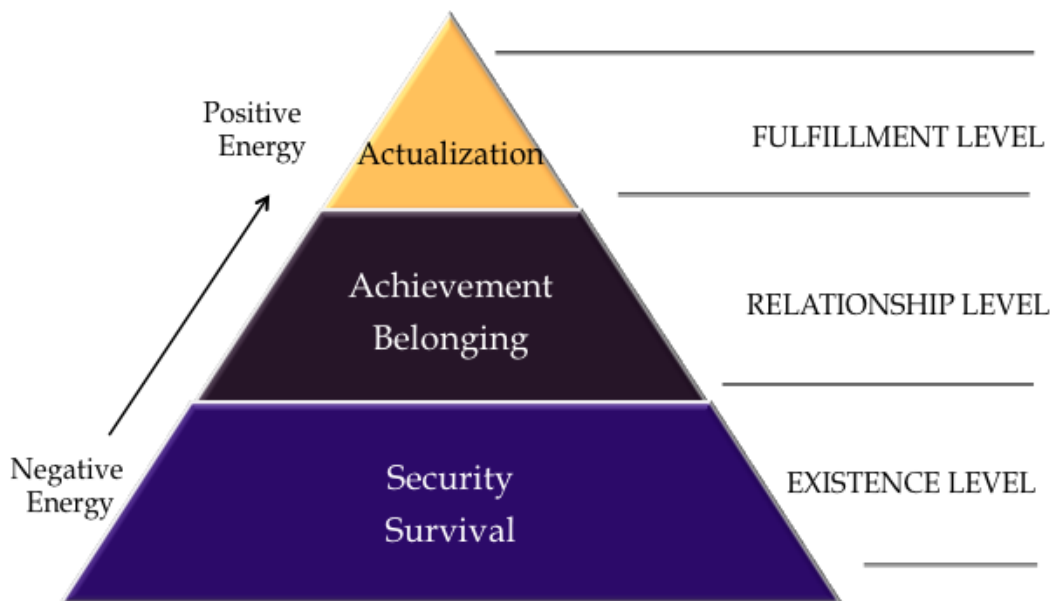 Positive
Energy
Actualization
FULFILLMENT LEVEL
Achievement
Belonging
RELATIONSHIP LEVEL
Negative
Energy
Security
Survival
EXISTENCE LEVEL